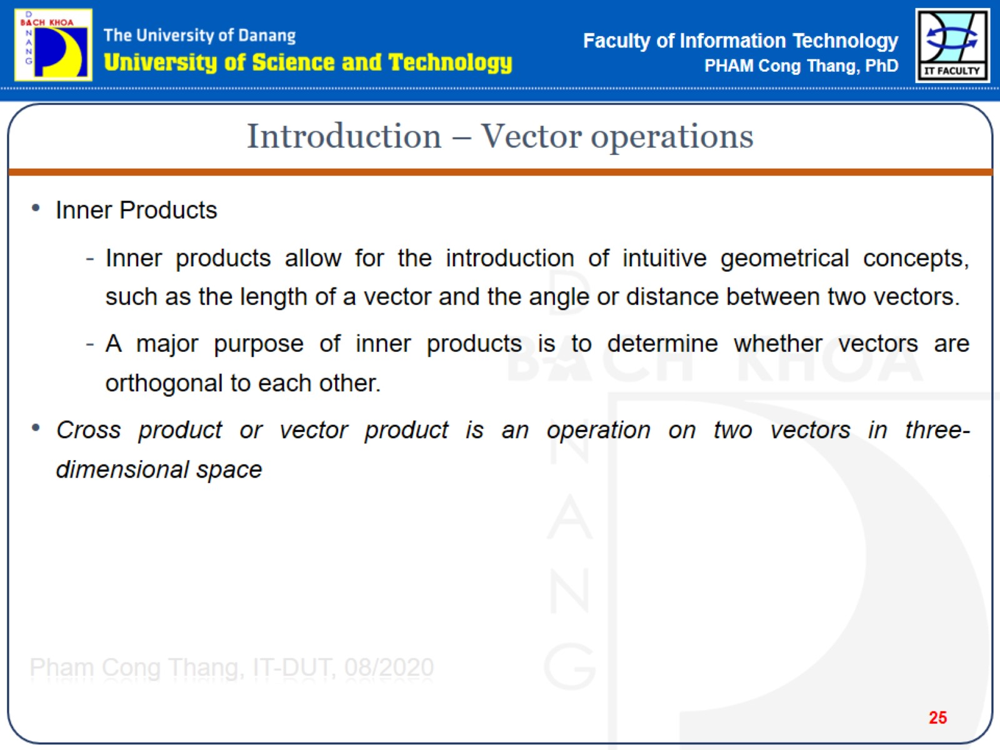 DANANG
BACH KHOA
The University of Danang
University of Science and Technology
Faculty of Information Technology
PHAM Cong Thang, PhD
IT FACULTY
Introduction – Vector operations
• Inner Products
- Inner products allow for the introduction of intuitive geometrical concepts,
such as the length of a vector and the angle or distance between two vectors.
- A major purpose of inner products is to determine whether vectors are
orthogonal to each other.
• Cross product or vector product is an operation on two vectors in three-
dimensional space
DANANG
BACH KHOA
Pham Cong Thang, IT-DUT, 08/2020
25